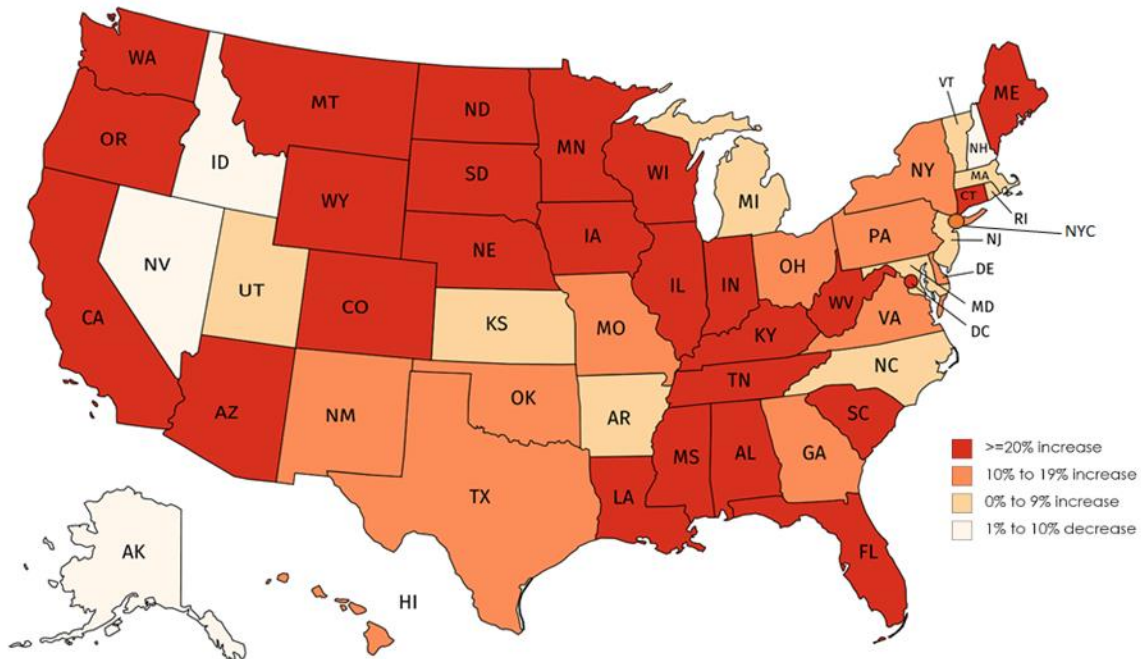 WA
MT
ND
MN
VT
ME
OR
ID
SD
WI
NH
NY
MA
WY
MI
CT
RI
IA
NYC
NE
PA
NJ
NV
OH
IL
IN
DE
UT
CO
WV
MD
CA
KS
MO
VA
DC
KY
NC
TN
AZ
OK
NM
AR
SC
MS
AL
GA
>=20% increase
10% to 19% increase
TX
LA
0% to 9% increase
1% to 10% decrease
AK
FL
HI